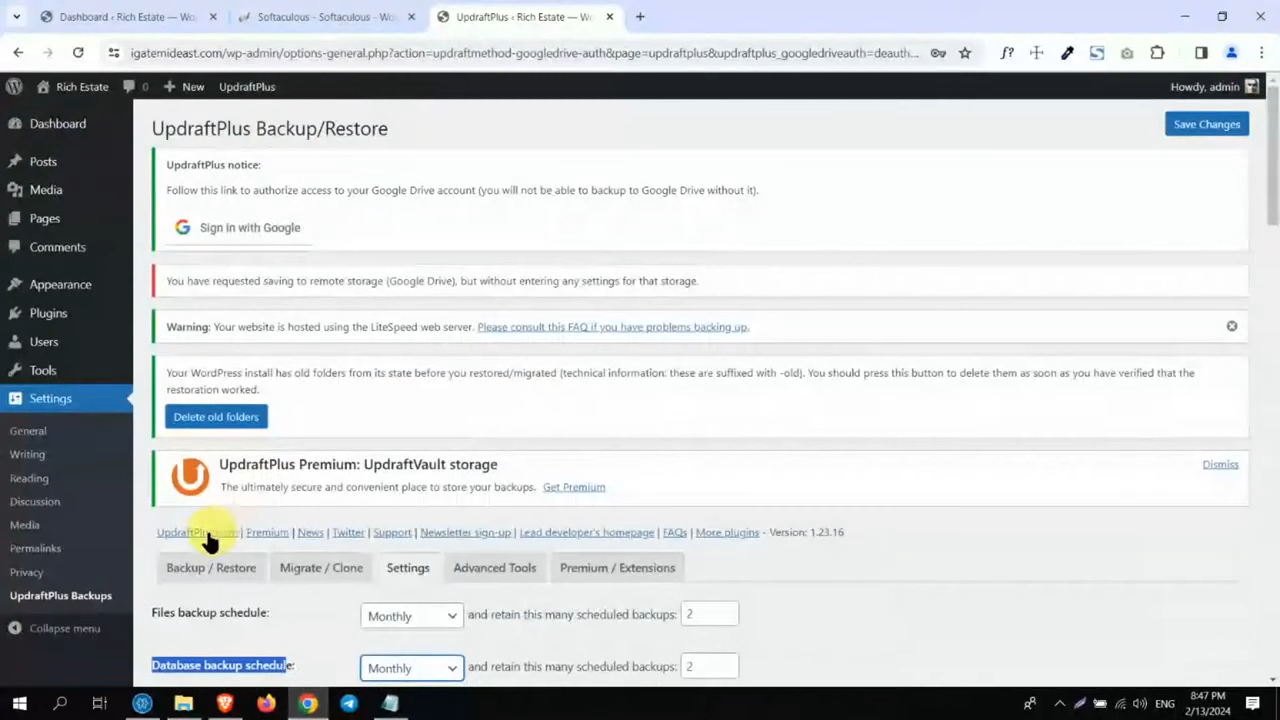 Dashboard ‹ Rich Estate — Wo
Softaculous - Softaculous - Wo
UpdraftPlus ‹ Rich Estate — Wo
igatemideast.com/wp-admin/options-general.php?action=updraftmethod-googledrive-auth&page=updraftplus&updraftplus_googledriveauth=deauth...
Rich Estate 0 New UpdraftPlus Howdy, admin
Dashboard
Posts
Media
Pages
Comments
Appearance
Plugins
Users
Tools
Settings
General
Writing
Reading
Discussion
Media
Permalinks
Privacy
UpdraftPlus Backups
Collapse menu
UpdraftPlus Backup/Restore
Save Changes
UpdraftPlus notice:
Follow this link to authorize access to your Google Drive account (you will not be able to backup to Google Drive without it).
Sign in with Google
You have requested saving to remote storage (Google Drive), but without entering any settings for that storage.
Warning: Your website is hosted using the LiteSpeed web server. Please consult this FAQ if you have problems backing up.
Your WordPress install has old folders from its state before you restored/migrated (technical information: these are suffixed with -old). You should press this button to delete them as soon as you have verified that the
restoration worked.
Delete old folders
UpdraftPlus Premium: UpdraftVault storage
Dismiss
The ultimately secure and convenient place to store your backups. Get Premium
| Premium | News | Twitter | Support | Newsletter sign-up | Lead developer's homepage | FAQs | More plugins - Version: 1.23.16
Backup / Restore
Migrate / Clone
Settings
Advanced Tools
Premium / Extensions
Files backup schedule: Monthly and retain this many scheduled backups: 2
Database backup schedule: Monthly and retain this many scheduled backups: 2
ENG
8:47 PM
2/13/2024